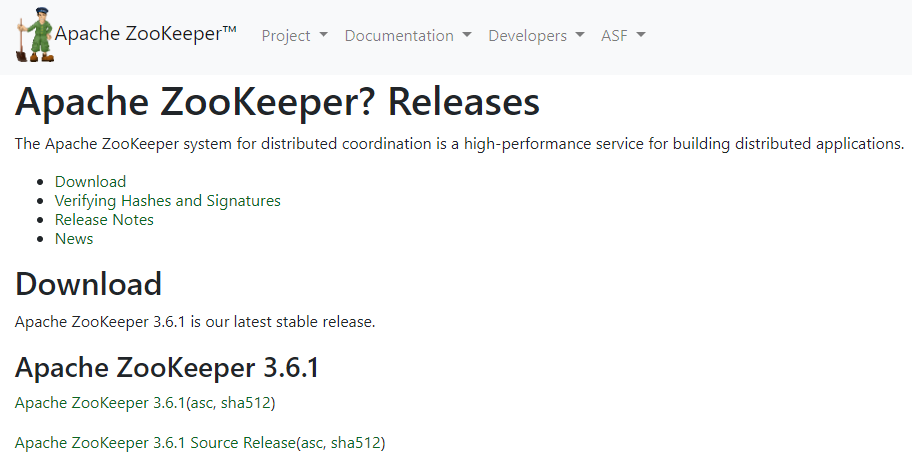 Apache ZooKeeper™ Project Documentation Developers ASF
Apache ZooKeeper? Releases
The Apache ZooKeeper system for distributed coordination is a high-performance service for building distributed applications.
Download
Verifying Hashes and Signatures
Release Notes
News
Download
Apache ZooKeeper 3.6.1 is our latest stable release.
Apache ZooKeeper 3.6.1
Apache ZooKeeper 3.6.1(asc, sha512)
Apache ZooKeeper 3.6.1 Source Release(asc, sha512)